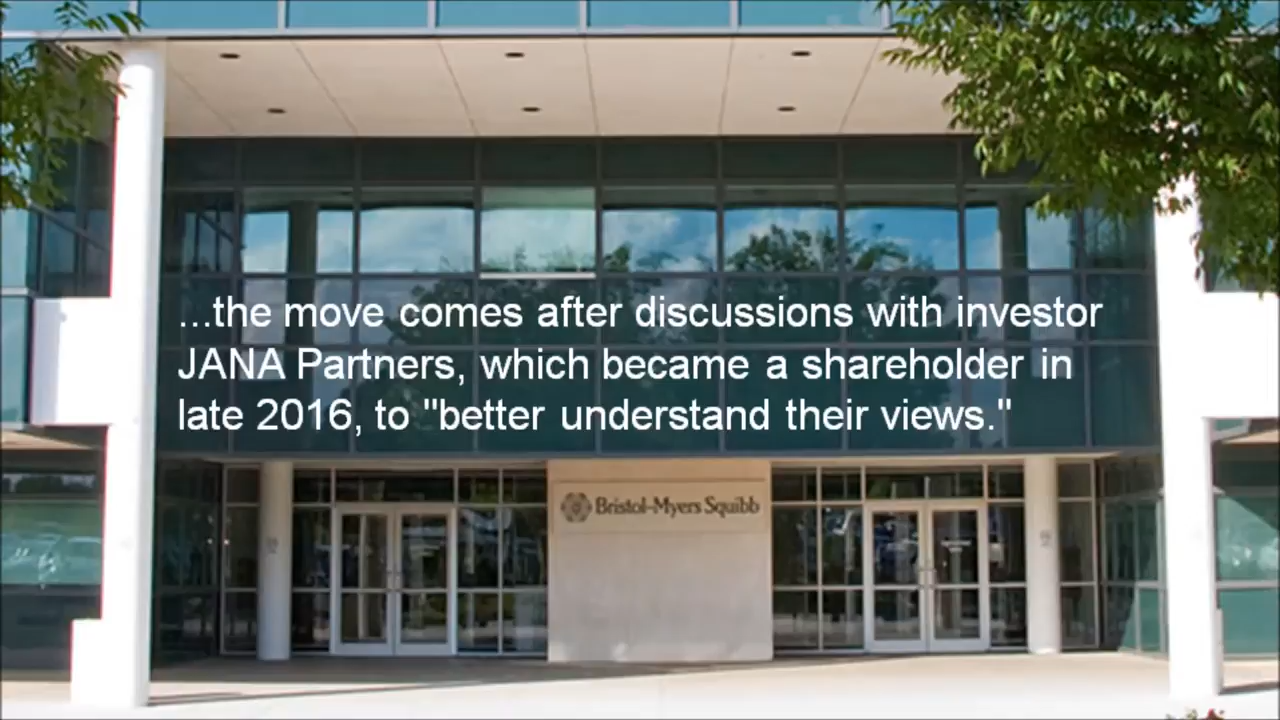 ...the move comes after discussions with investor
JANA Partners, which became a shareholder in
late 2016, to "better understand their views."
Bristol-Myers Squibb